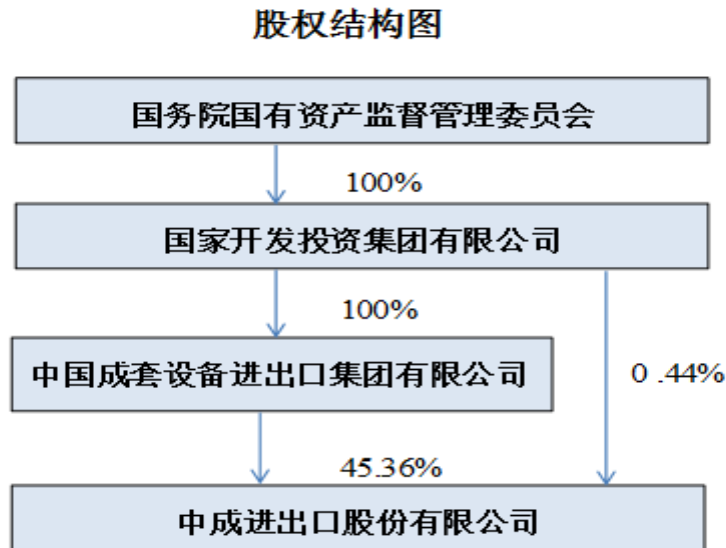 股权结构图
国务院国有资产监督管理委员会
100%
国家开发投资集团有限公司
100%
中国成套设备进出口集团有限公司
0 .44%
45.36%
中成进出口股份有限公司